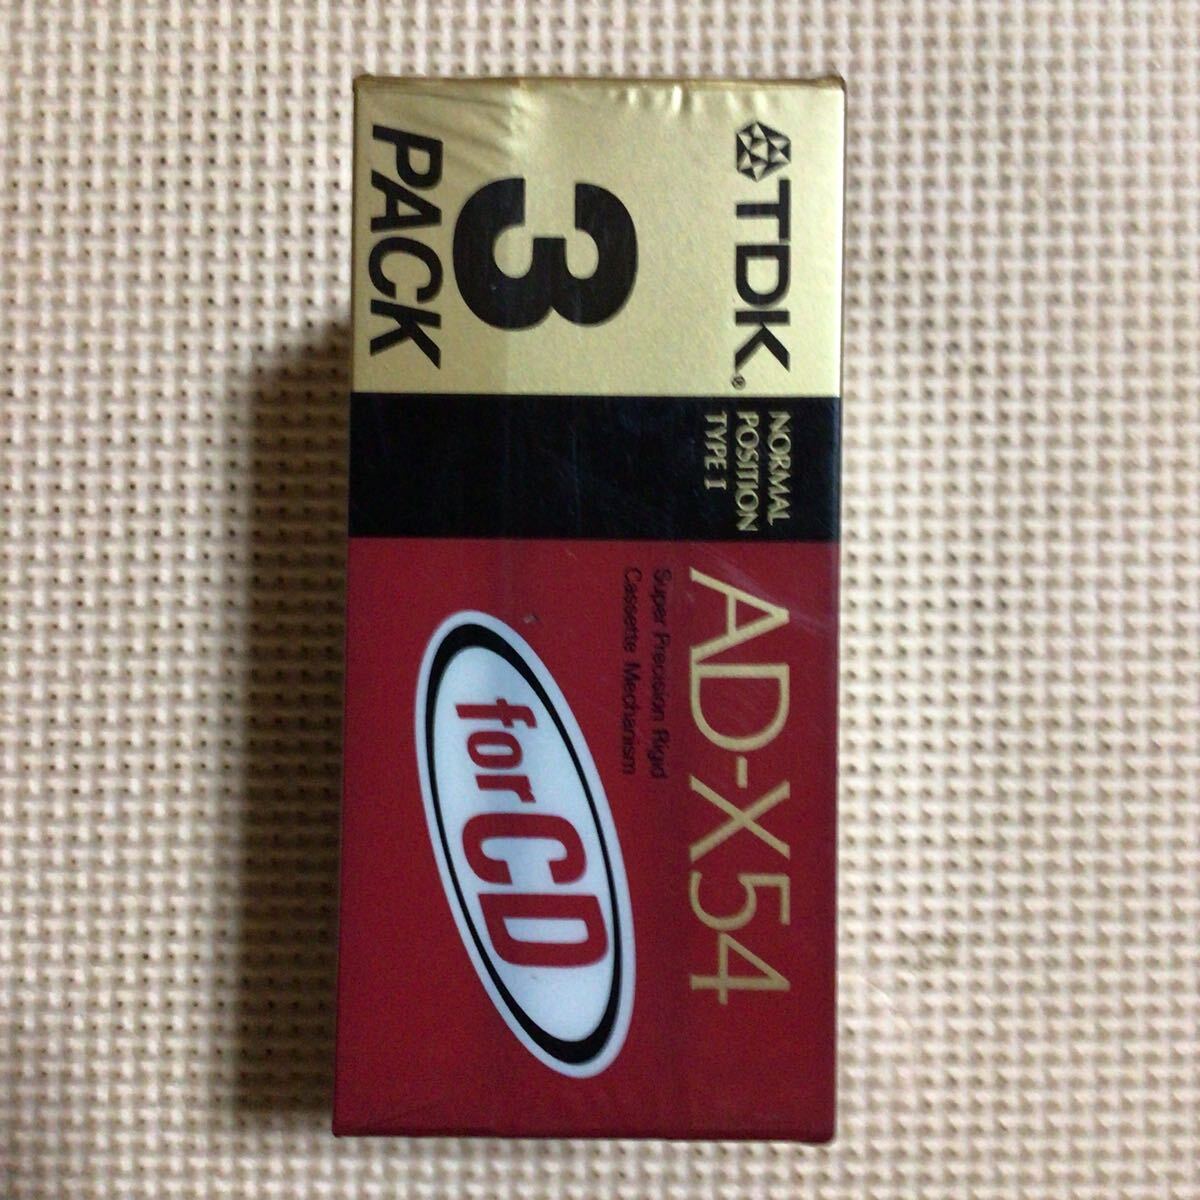 TDK®
3
PACK
NORMAL
POSITION
TYPE I
AD-X54
Super Precision Rigid
Cassette Mechanism
for CD